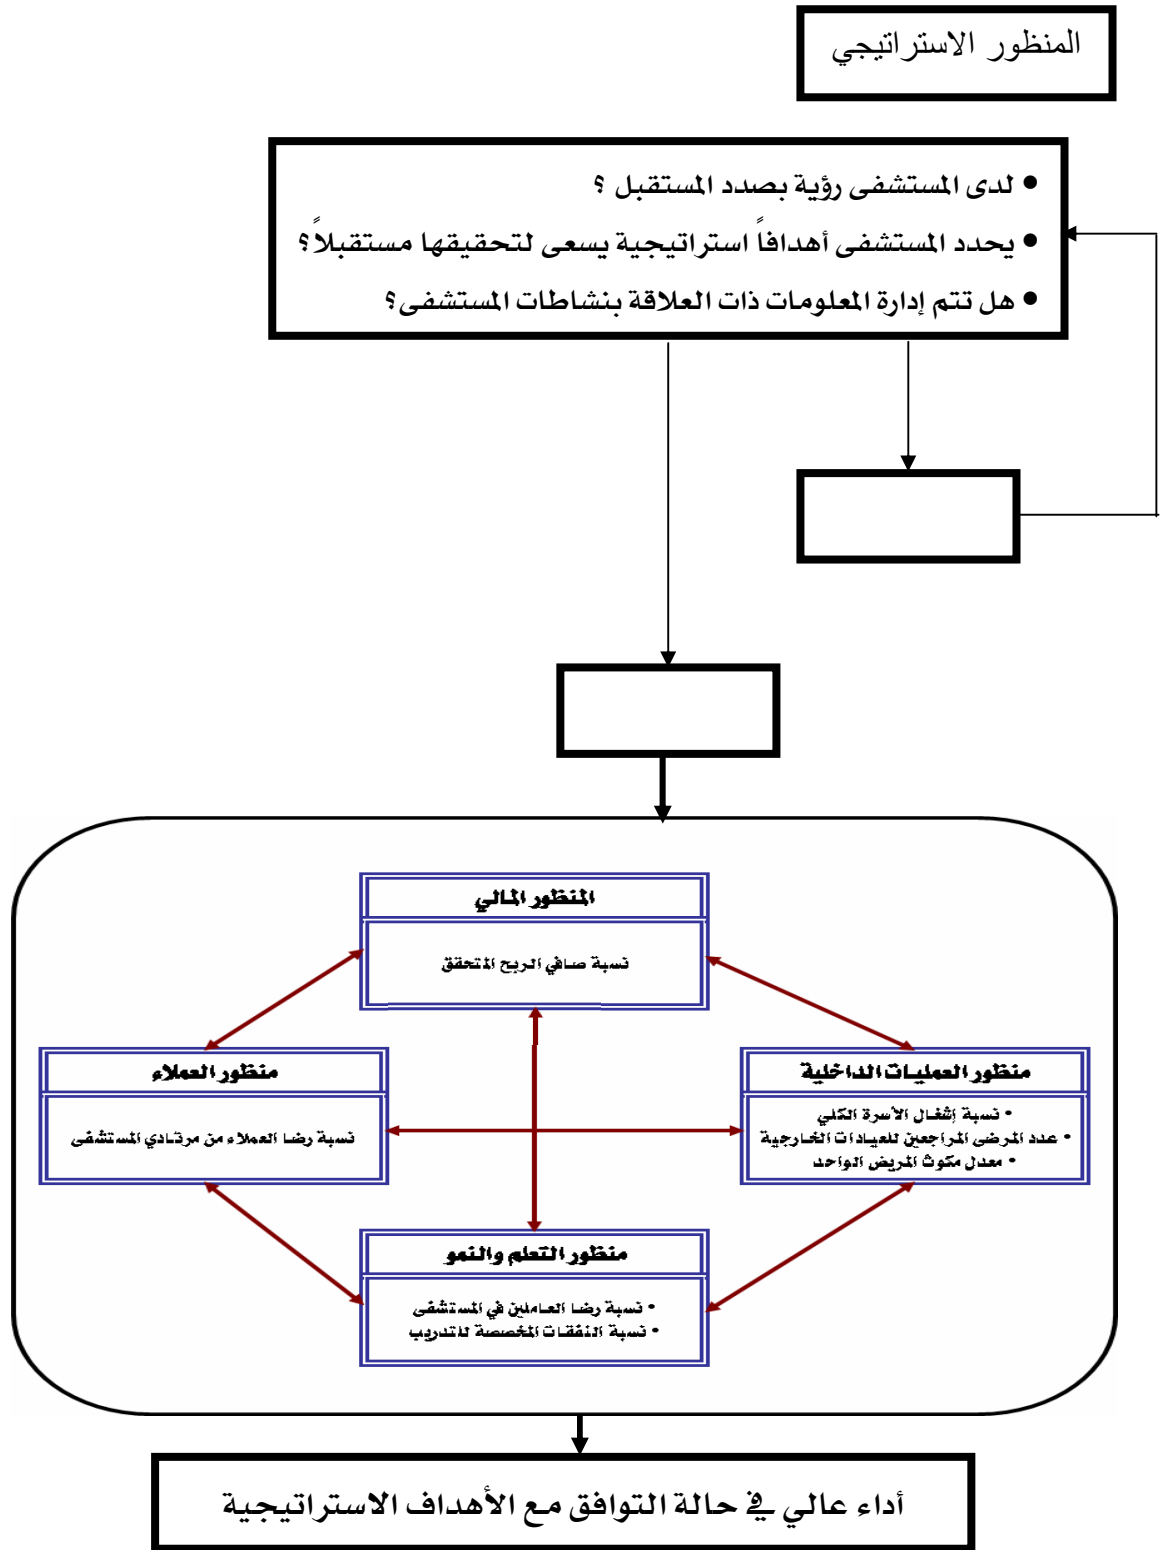 المنظور الاستراتيجي
• لدى المستشفى رؤية بصدد المستقبل ؟
• يحدد المستشفى أهدافاً استراتيجية يسعى لتحقيقها مستقبلاً؟
• هل تتم إدارة المعلومات ذات العلاقة بنشاطات المستشفى؟
المنظور المالي
نسبة صافي الربح المتحقق
منظور العمليات الداخلية
• نسبة إشغال الأسرة الكلي
• عدد المرضى المراجعين للعيادات الخارجية
• معدل مكوث المريض الواحد
منظور العملاء
نسبة رضا العملاء من مرتادي المستشفى
منظور التعلم والنمو
• نسبة رضا العاملين في المستشفى
• نسبة النفقات المخصصة للتدريب
أداء عالي في حالة التوافق مع الأهداف الاستراتيجية